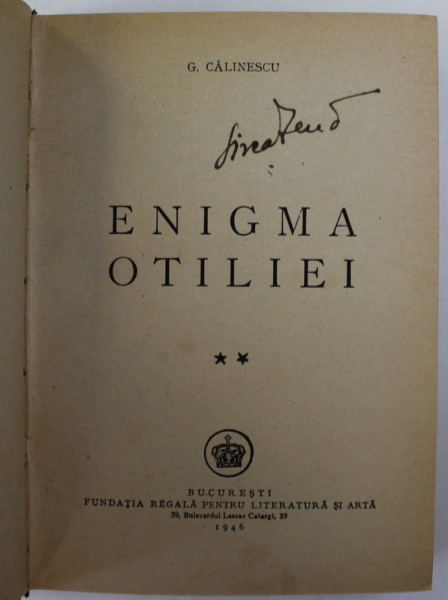 G. CĂLINESCU
ENIGMA
OTILIEI
★ ★
BUCUREȘTI
FUNDAȚIA REGALĂ PENTRU LITERATURĂ ȘI ARTĂ
39, Bulevardul Lascar Catargi, 39
1946